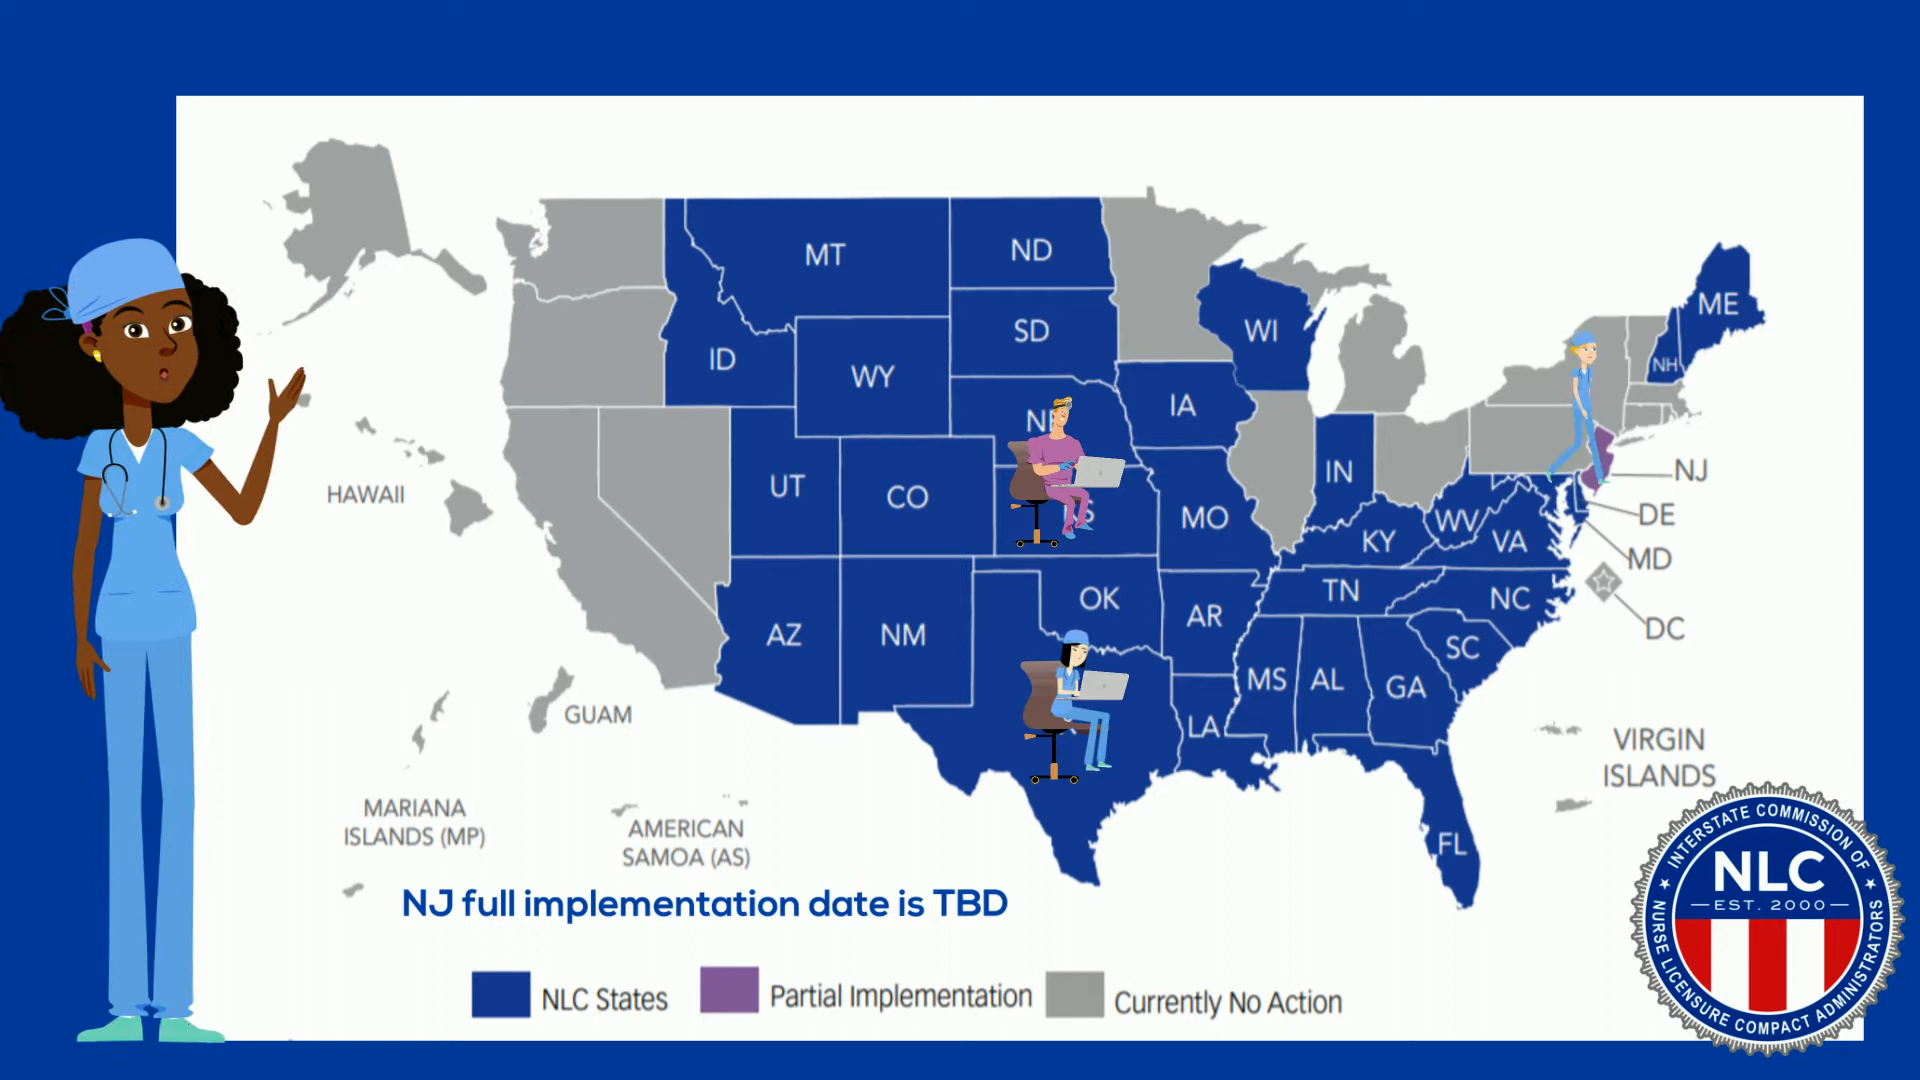 MT
ND
ME
SD
WI
ID
NH
WY
IA
IN
NJ
UT
CO
HAWAII
MO
DE
WV
KY
VA
MD
OK
TN
NC
AR
DC
AZ
NM
SC
MS
AL
GA
GUAM
LA
VIRGIN
ISLANDS
MARIANA
ISLANDS (MP)
AMERICAN
SAMOA (AS)
FL
NJ full implementation date is TBD
NLC States
Partial Implementation
Currently No Action
INTERSTATE COMMISSION OF
NLC
EST. 2000
NURSE LICENSURE COMPACT ADMINISTRATORS